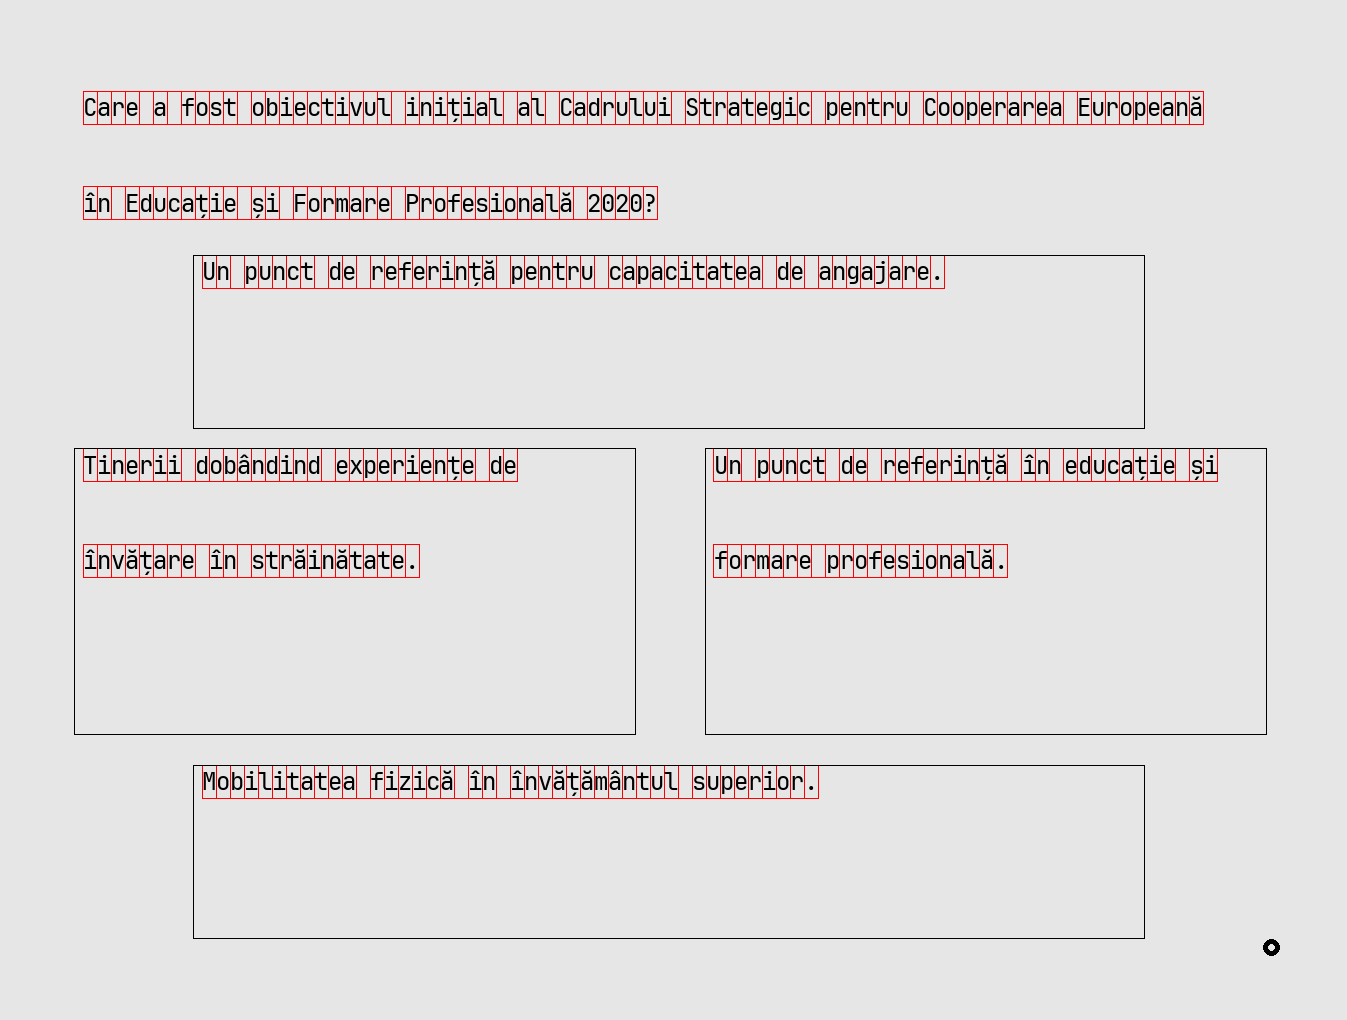 Care a fost obiectivul inițial al Cadrului Strategic pentru Cooperarea Europeană
în Educație și Formare Profesională 2020?
Un punct de referință pentru capacitatea de angajare.
Tinerii dobândind experiențe de
învățare în străinătate.
Un punct de referință în educație și
formare profesională.
Mobilitatea fizică în învățământul superior.